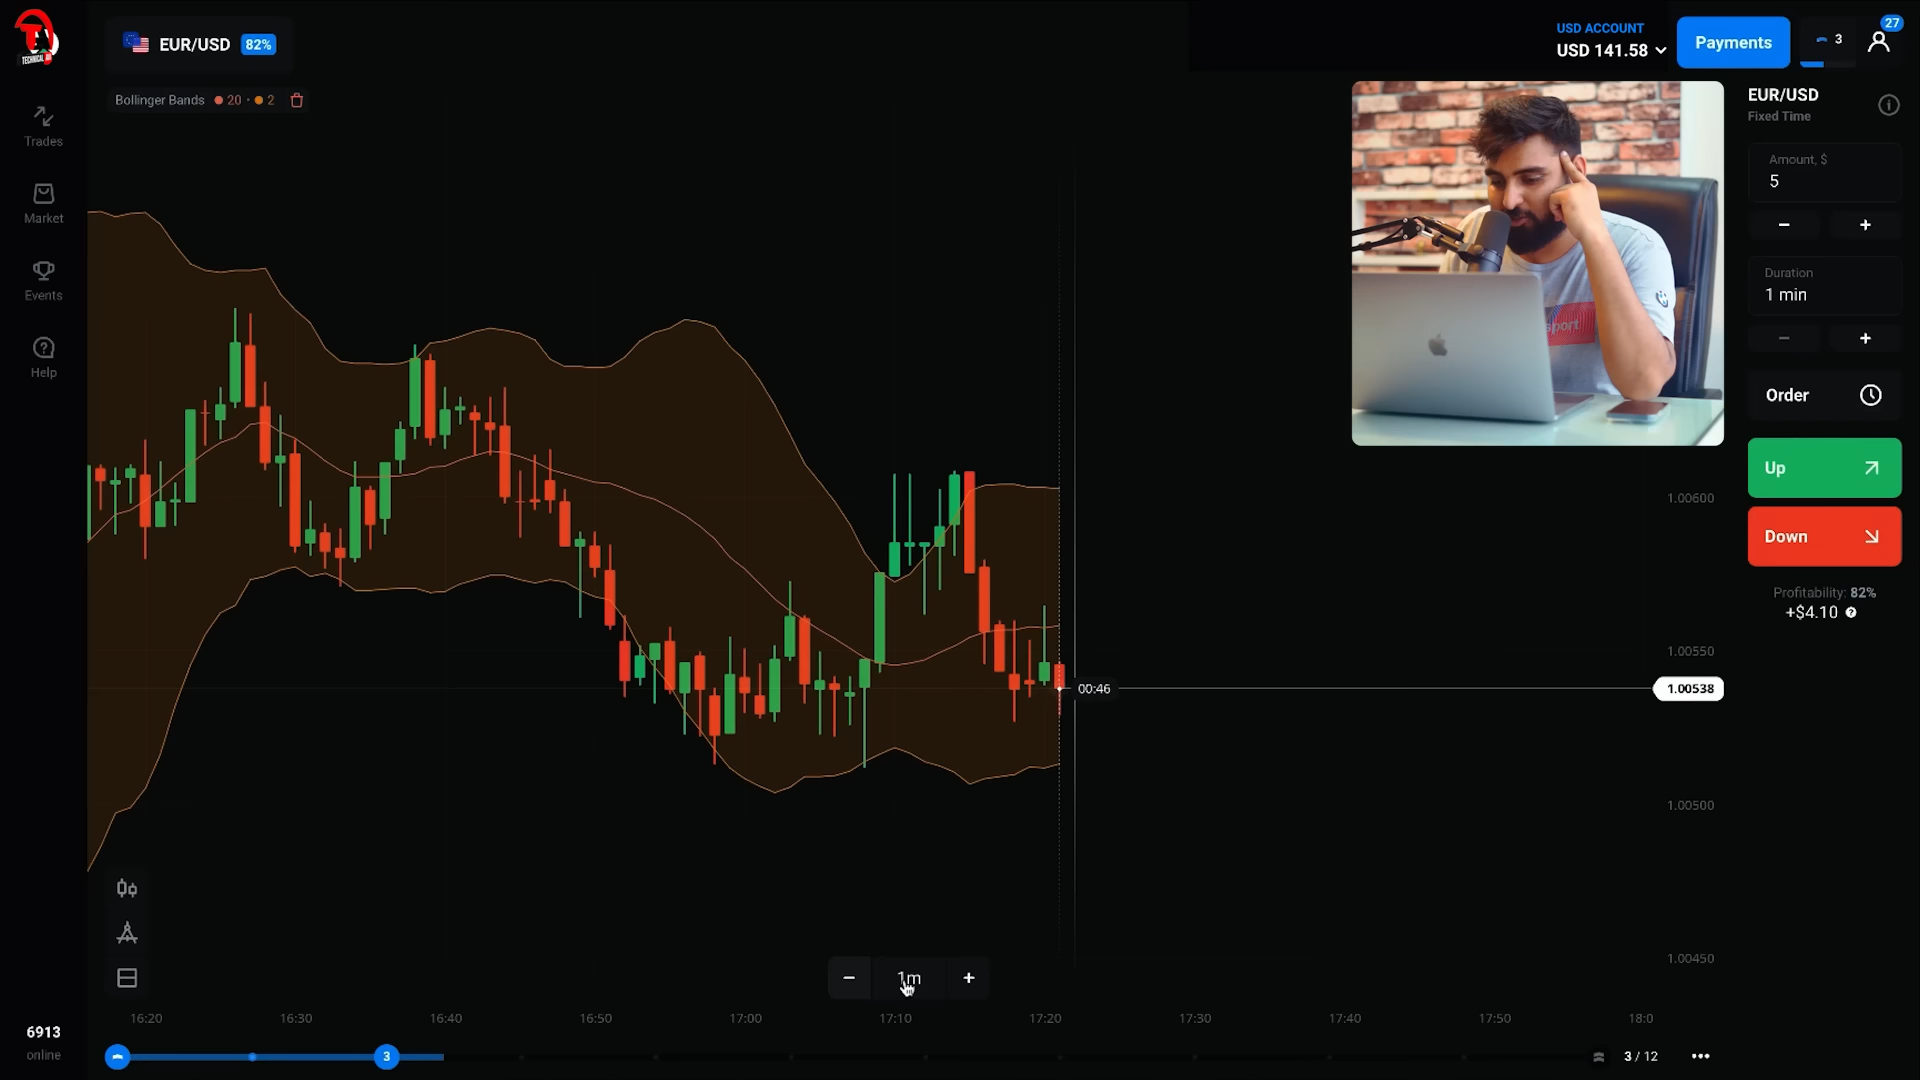 TECHNICAL
EUR/USD 82%
USD ACCOUNT
USD 141.58
Payments
3
27
Bollinger Bands 20 · 2
Trades
Market
Events
Help
EUR/USD
Fixed Time
Amount, $
5
Duration
1 min
Order
Up
Down
Profitability: 82%
+$4.10
sport
1.00600
1.00550
00:46
1.00538
1.00500
1.00450
1m
16:20 16:30 16:40 16:50 17:00 17:10 17:20 17:30 17:40 17:50 18:0
6913
online
3
3 / 12